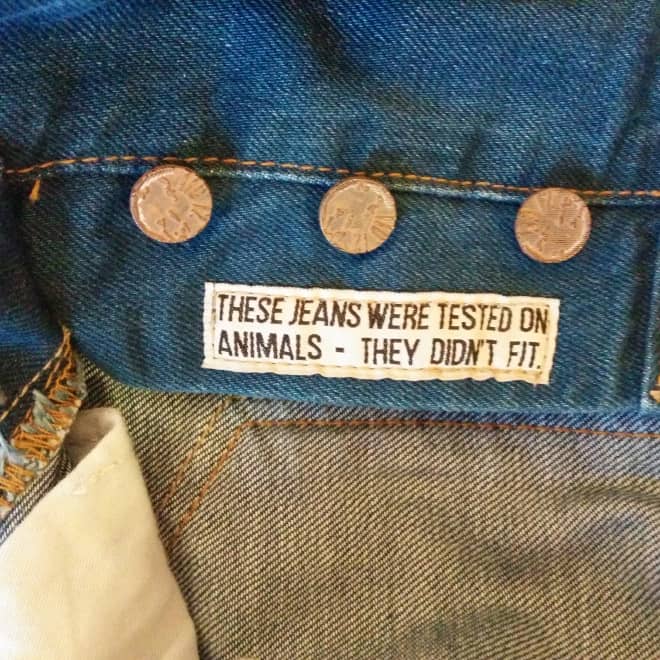 THESE JEANS WERE TESTED ON
ANIMALS - THEY DIDN'T FIT.